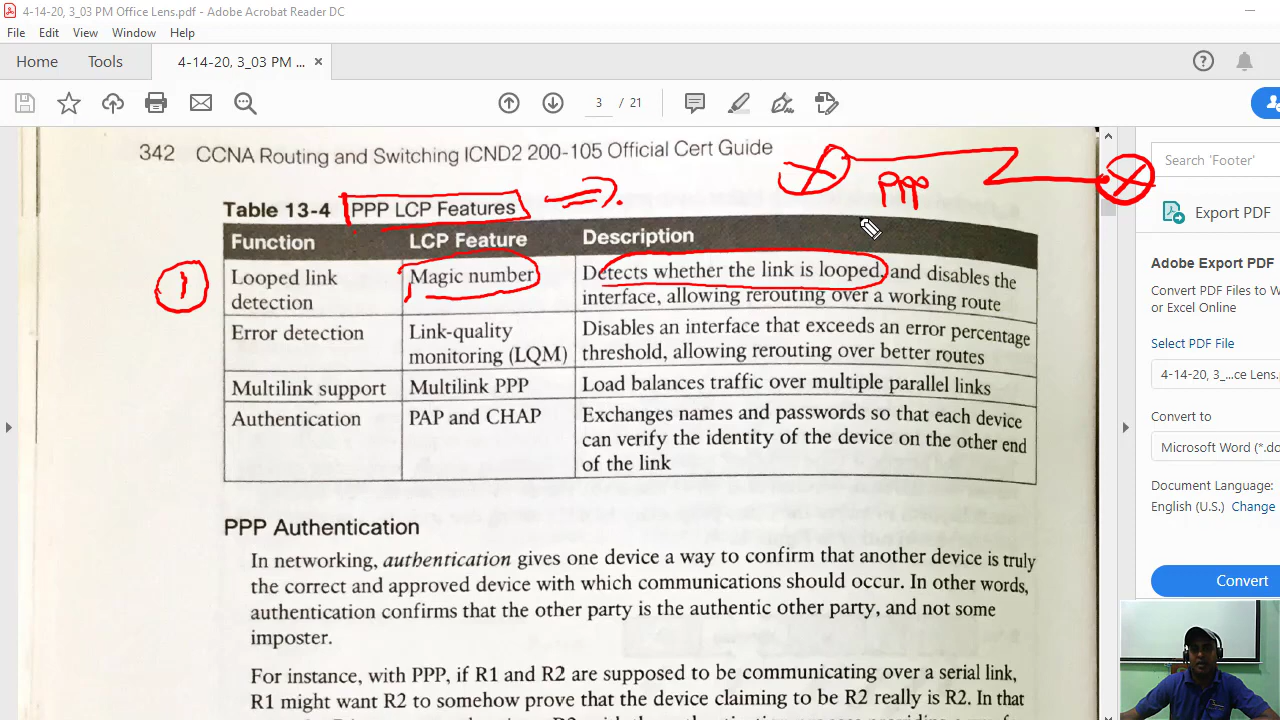 4-14-20, 3_03 PM Office Lens.pdf - Adobe Acrobat Reader DC
File Edit View Window Help
Home Tools 4-14-20, 3_03 PM ... ×
3 / 21
342 CCNA Routing and Switching ICND2 200-105 Official Cert Guide
PPP
Table 13-4 PPP LCP Features
?
Function LCP Feature Description
1
Looped link detection
Magic number
Detects whether the link is looped, and disables the
interface, allowing rerouting over a working route
Error detection
Link-quality
monitoring (LQM)
Disables an interface that exceeds an error percentage
threshold, allowing rerouting over better routes
Multilink support Multilink PPP Load balances traffic over multiple parallel links
Authentication PAP and CHAP Exchanges names and passwords so that each device
can verify the identity of the device on the other end
of the link
PPP Authentication
In networking, authentication gives one device a way to confirm that another device is truly
the correct and approved device with which communications should occur. In other words,
authentication confirms that the other party is the authentic other party, and not some
imposter.
For instance, with PPP, if R1 and R2 are supposed to be communicating over a serial link,
R1 might want R2 to somehow prove that the device claiming to be R2 really is R2. In that
Search 'Footer'
Export PDF
Adobe Export PDF
Convert PDF Files to W
or Excel Online
Select PDF File
4-14-20, 3_...ce Lens.
Convert to
Microsoft Word (*.do
Document Language:
English (U.S.) Change
Convert